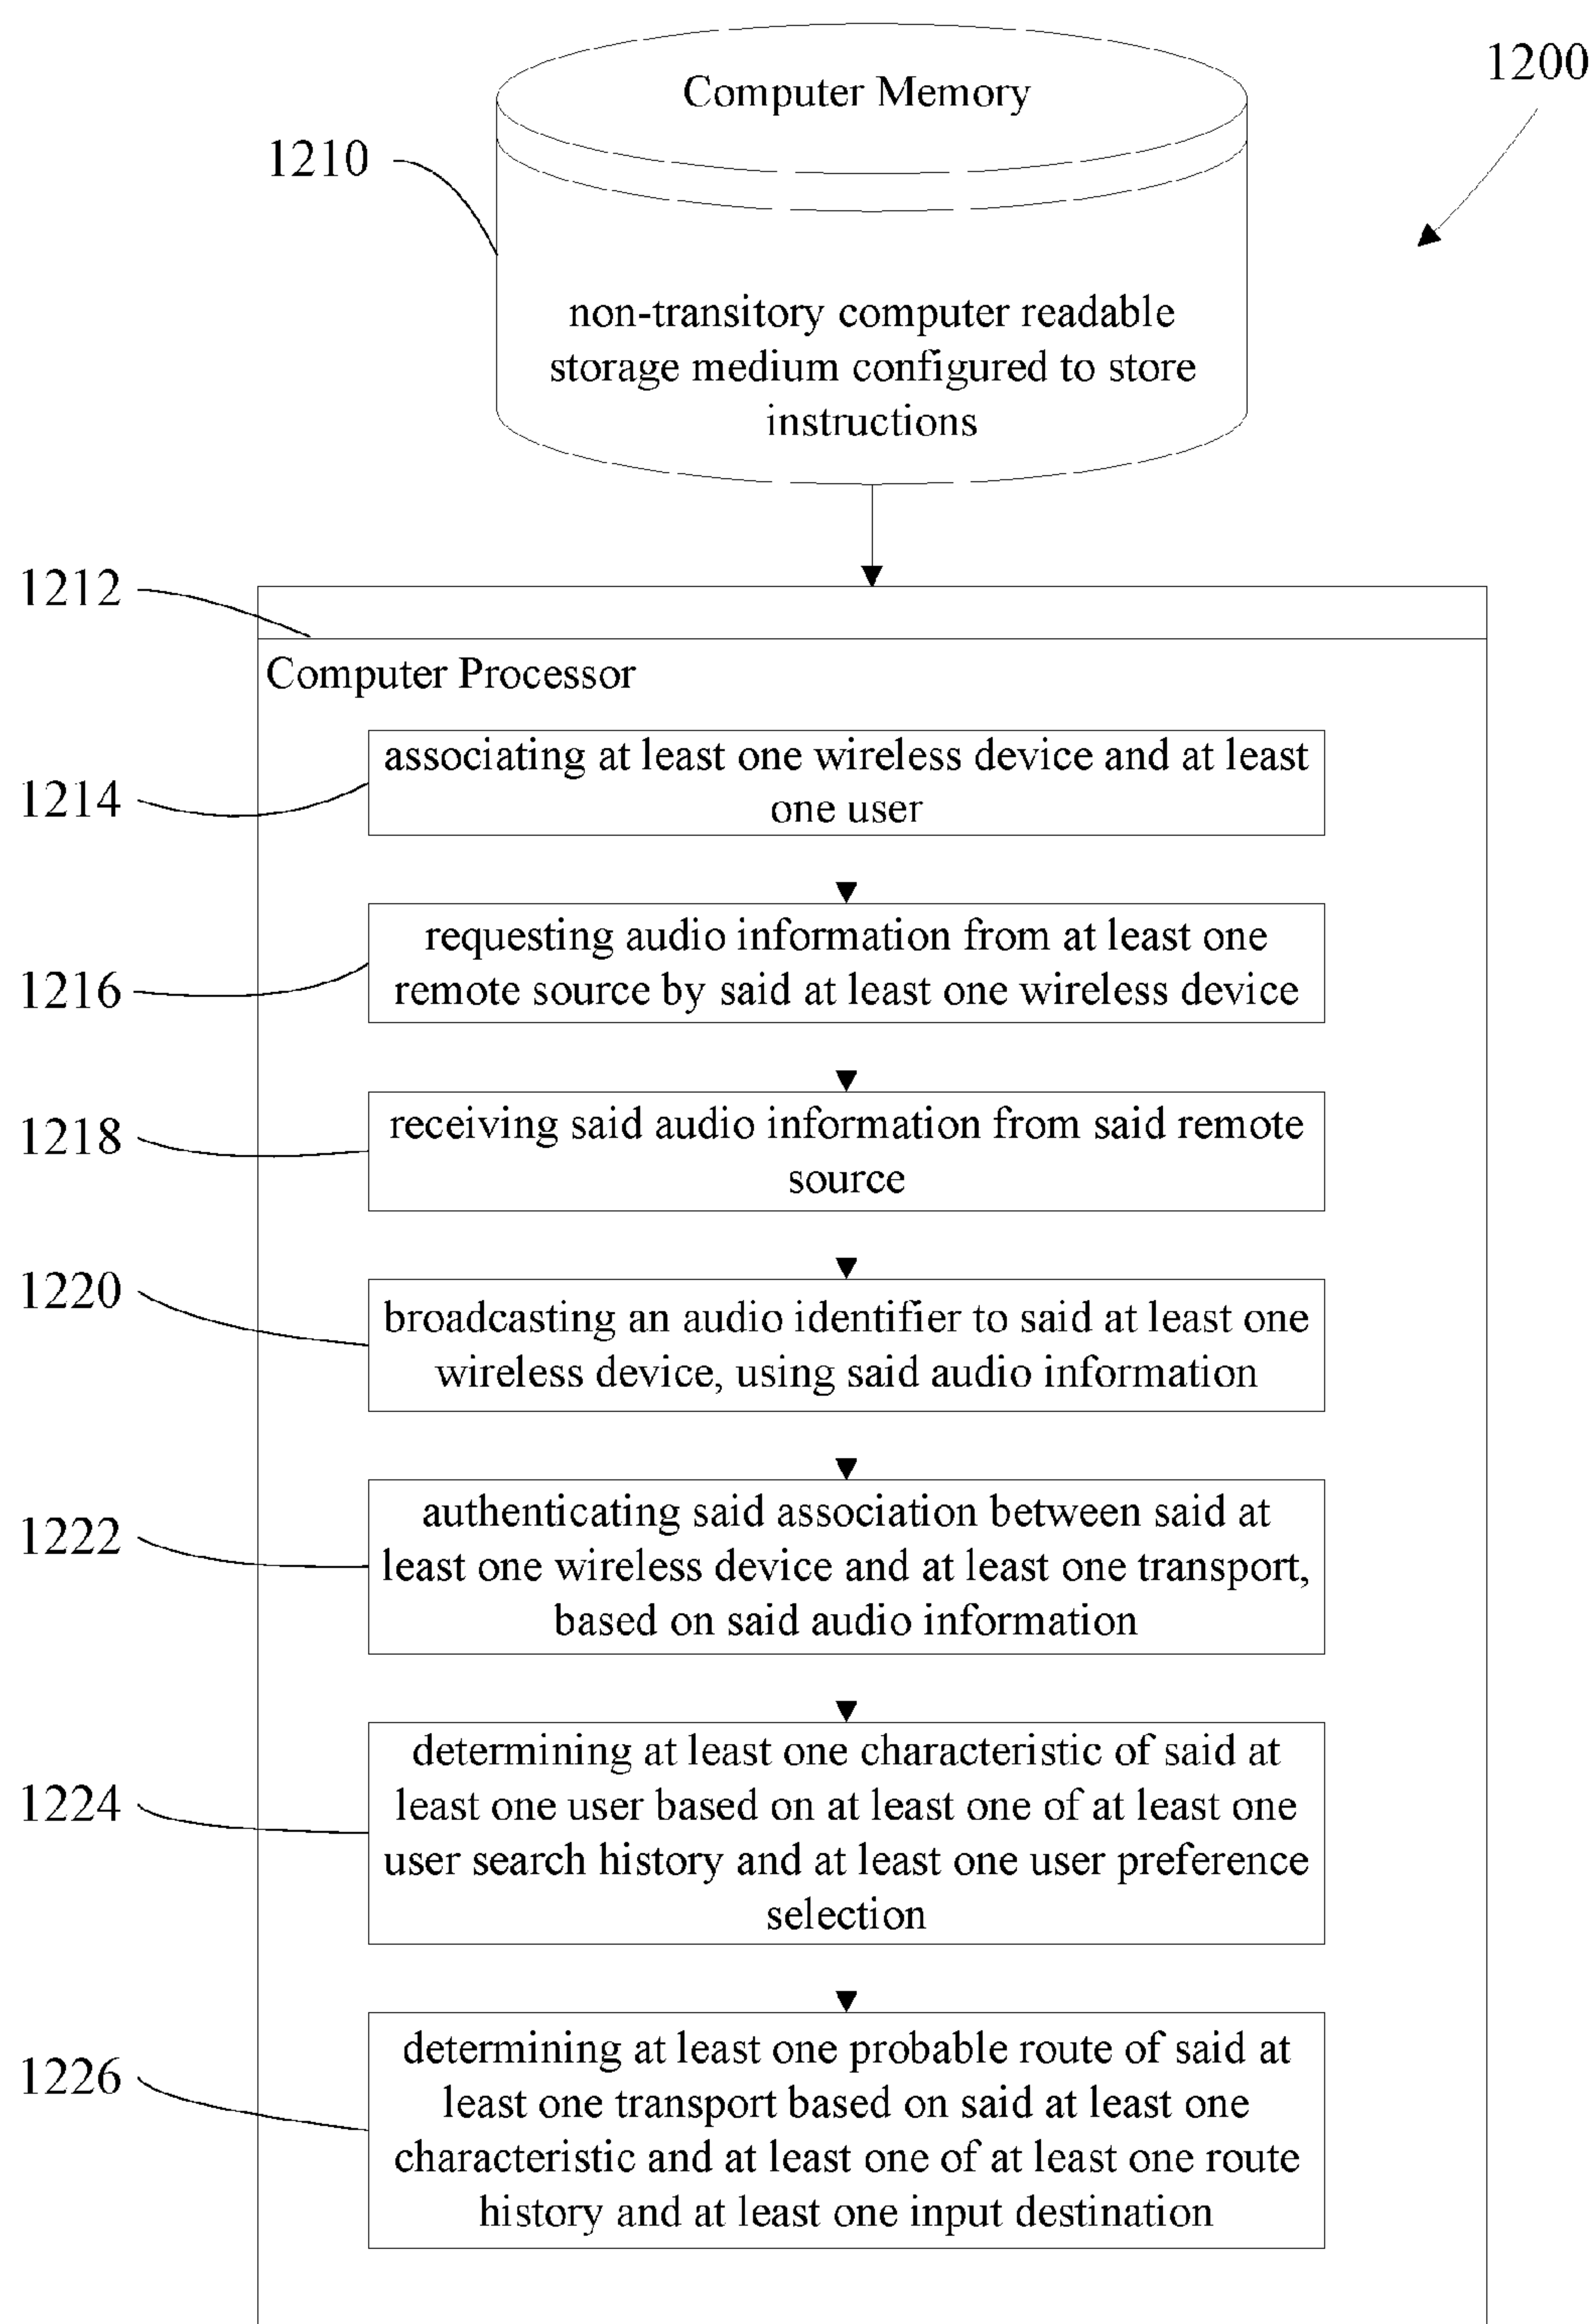 1200
Computer Memory
1210
non-transitory computer readable
storage medium configured to store
instructions
1212
Computer Processor
1214
associating at least one wireless device and at least
one user
1216
requesting audio information from at least one
remote source by said at least one wireless device
1218
receiving said audio information from said remote
source
1220
broadcasting an audio identifier to said at least one
wireless device, using said audio information
1222
authenticating said association between said at
least one wireless device and at least one transport,
based on said audio information
1224
determining at least one characteristic of said at
least one user based on at least one of at least one
user search history and at least one user preference
selection
1226
determining at least one probable route of said at
least one transport based on said at least one
characteristic and at least one of at least one route
history and at least one input destination